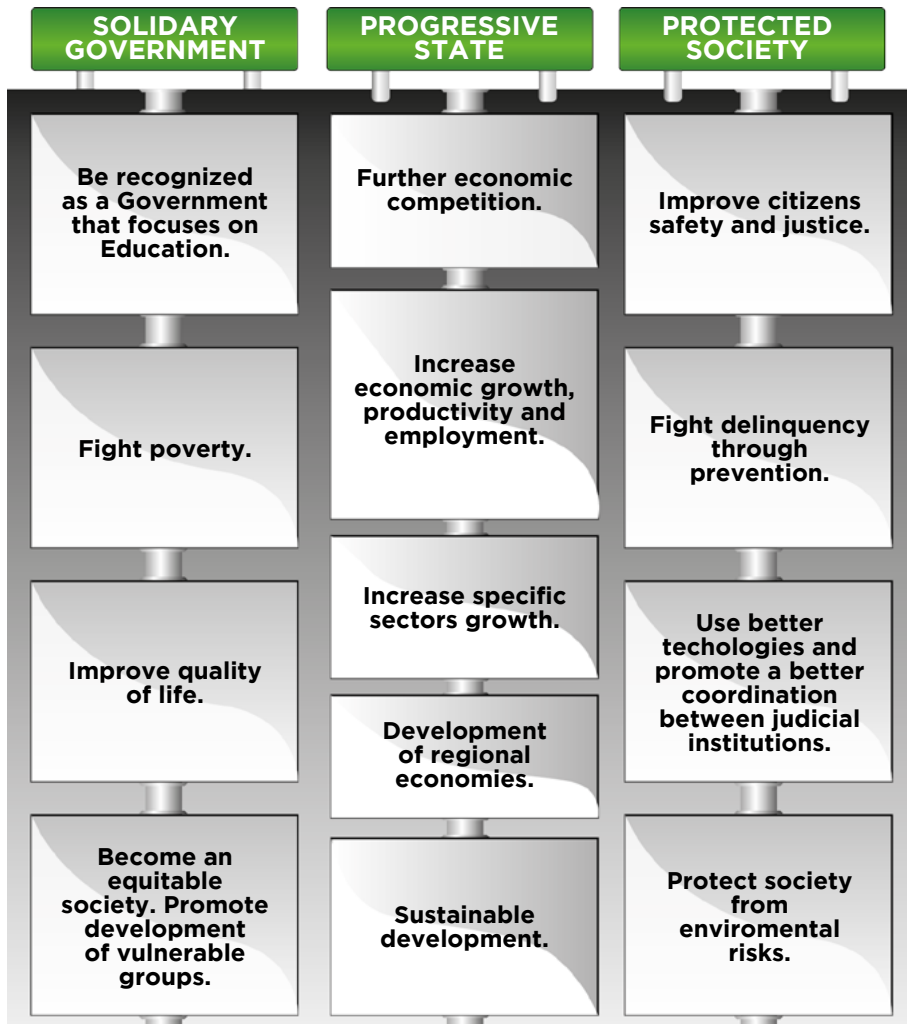 SOLIDARY
GOVERNMENT
Be recognized
as a Government
that focuses on
Education.
Fight poverty.
Improve quality
of life.
Become an
equitable
society. Promote
development
of vulnerable
groups.
PROGRESSIVE
STATE
Further economic
competition.
Increase
economic growth,
productivity and
employment.
Increase specific
sectors growth.
Development
of regional
economies.
Sustainable
development.
PROTECTED
SOCIETY
Improve citizens
safety and justice.
Fight delinquency
through
prevention.
Use better
techologies and
promote a better
coordination
between judicial
institutions.
Protect society
from
enviromental
risks.